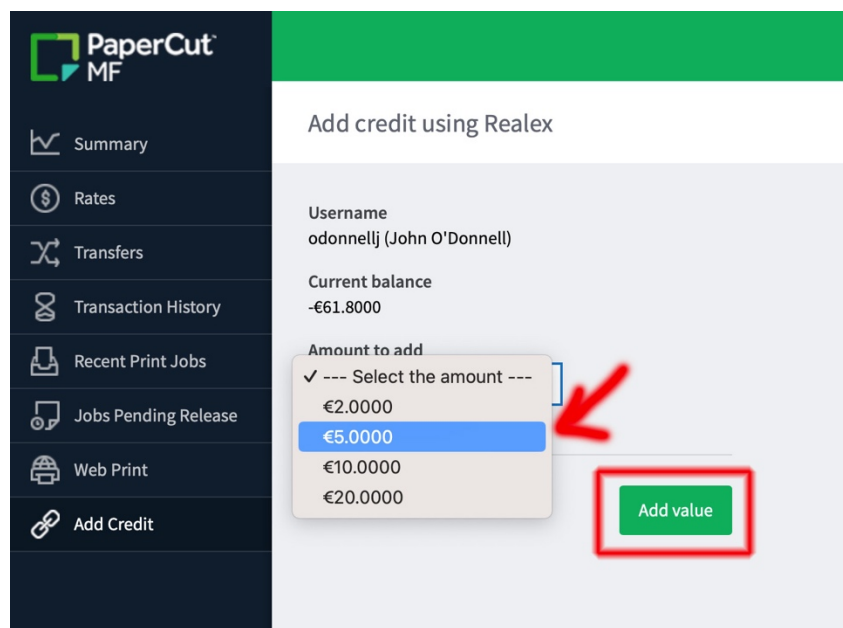 PaperCut™
MF
Summary
Rates
Transfers
Transaction History
Recent Print Jobs
Jobs Pending Release
Web Print
Add Credit
Add credit using Realex
Username
odonnellj (John O'Donnell)
Current balance
-€61.8000
Amount to add
✓ --- Select the amount ---
€2.0000
€5.0000
€10.0000
€20.0000
Add value